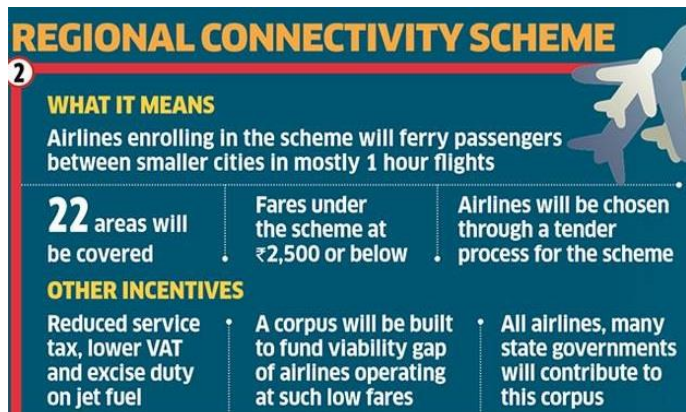 REGIONAL CONNECTIVITY SCHEME
2
WHAT IT MEANS
Airlines enrolling in the scheme will ferry passengers
between smaller cities in mostly 1 hour flights
22 areas will
be covered
Fares under
the scheme at
₹2,500 or below
Airlines will be chosen
through a tender
process for the scheme
OTHER INCENTIVES
Reduced service
tax, lower VAT
and excise duty
on jet fuel
A corpus will be built
to fund viability gap
of airlines operating
at such low fares
All airlines, many
state governments
will contribute to
this corpus